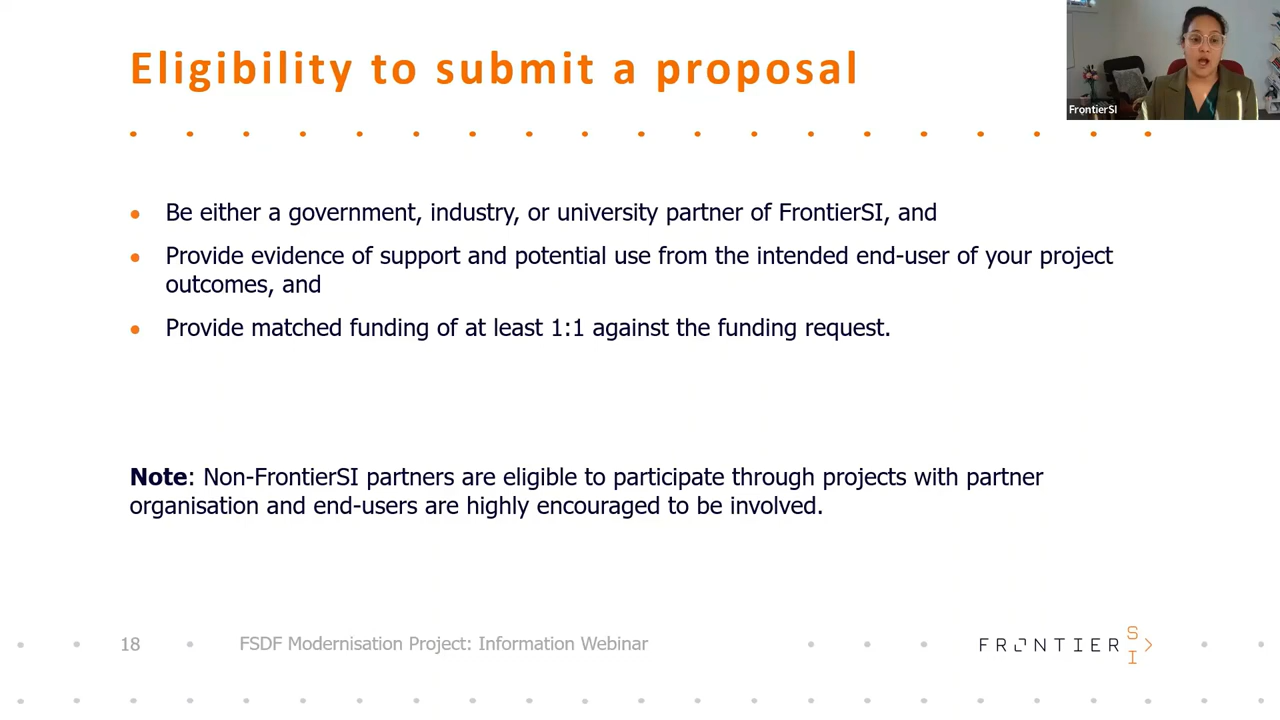 Eligibility to submit a proposal
FrontierSI
• Be either a government, industry, or university partner of FrontierSI, and
• Provide evidence of support and potential use from the intended end-user of your project
outcomes, and
• Provide matched funding of at least 1:1 against the funding request.
Note: Non-FrontierSI partners are eligible to participate through projects with partner
organisation and end-users are highly encouraged to be involved.
18
FSDF Modernisation Project: Information Webinar
FRONTIER SI